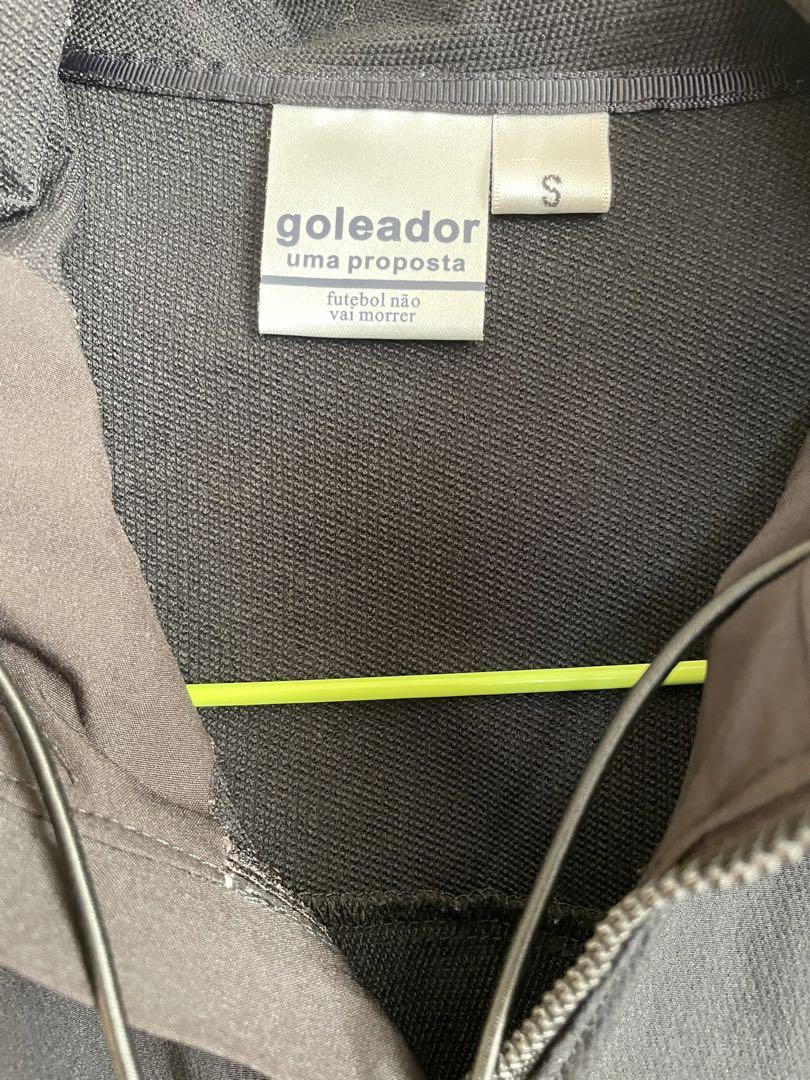 goleador
uma proposta
futebol não
vai morrer
S